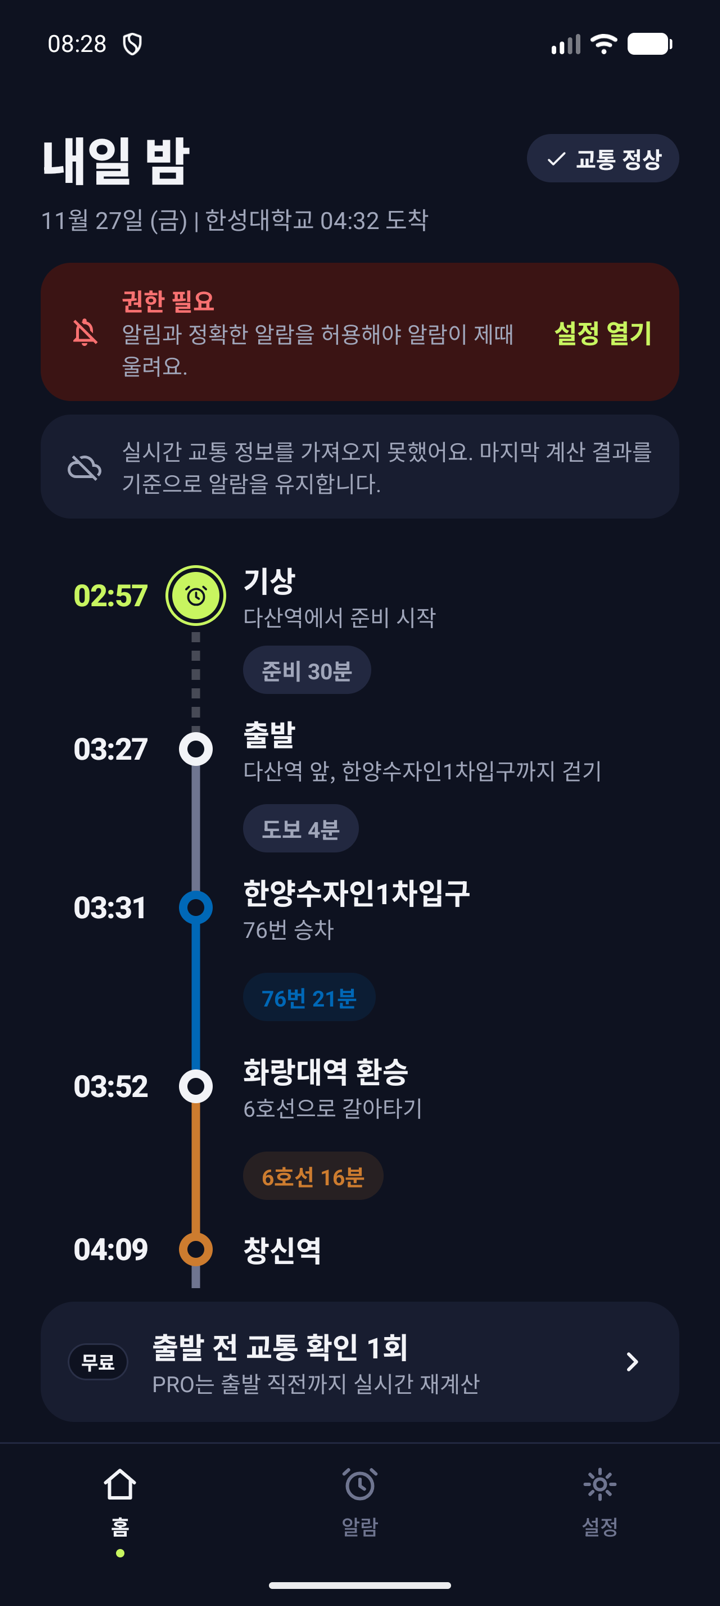 08:28
내일 밤
교통 정상
11월 27일 (금) | 한성대학교 04:32 도착
권한 필요
알림과 정확한 알람을 허용해야 알람이 제때
울려요.
설정 열기
실시간 교통 정보를 가져오지 못했어요. 마지막 계산 결과를
기준으로 알람을 유지합니다.
02:57
기상
다산역에서 준비 시작
준비 30분
03:27
출발
다산역 앞, 한양수자인1차입구까지 걷기
도보 4분
03:31
한양수자인1차입구
76번 승차
76번 21분
03:52
화랑대역 환승
6호선으로 갈아타기
6호선 16분
04:09
창신역
무료
출발 전 교통 확인 1회
PRO는 출발 직전까지 실시간 재계산
홈
알람
설정